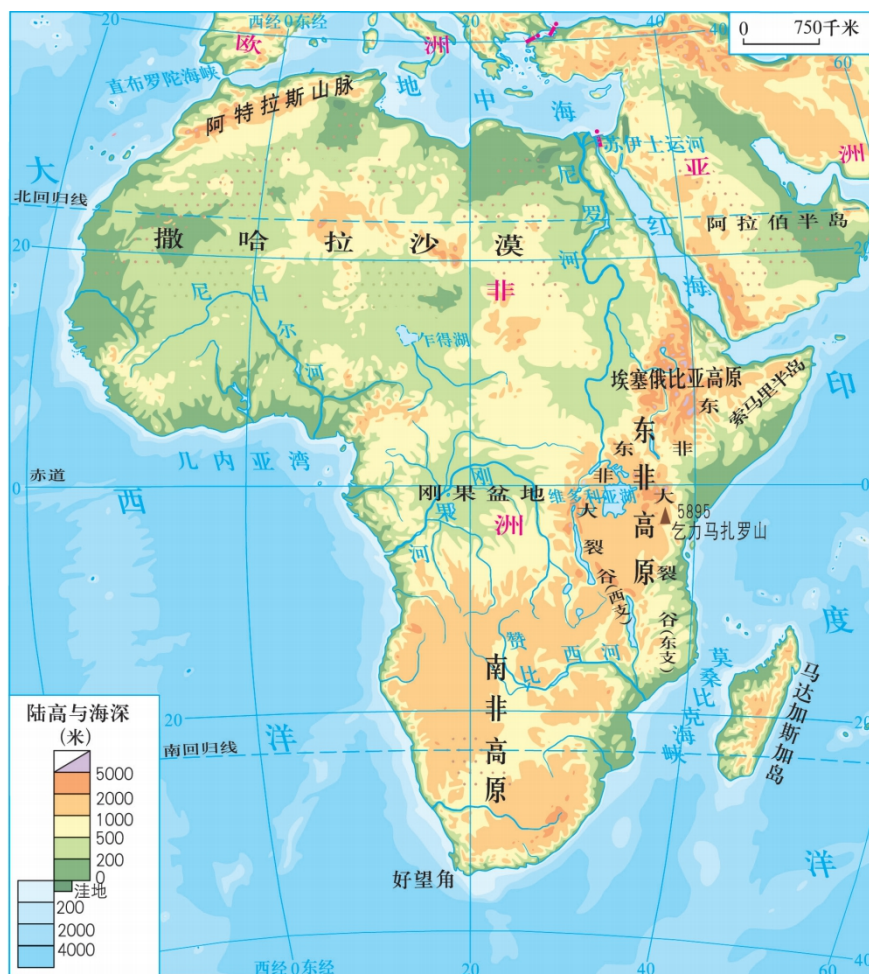 西经 0 东经
20
40
0 750千米
欧
洲
直布罗陀海峡
阿特拉斯山脉
地中海
40
60
大
苏伊士运河
亚
洲
北回归线
尼罗河
红海
阿拉伯半岛
20
撒哈拉沙漠
20
非
尼日尔河
乍得湖
埃塞俄比亚高原
索马里半岛
印
东非大裂谷(东支)
东非高原
东非大裂谷(西支)
几内亚湾
赤道
0
西
刚果盆地
刚果河
维多利亚湖
0
洲
5895
乞力马扎罗山
度
赞比西河
莫桑比克海峡
马达加斯加岛
南非高原
陆高与海深
(米)
5000
2000
1000
500
200
0
洼地
200
2000
4000
20
洋
20
南回归线
好望角
洋
西经 0 东经
20
40
60
40